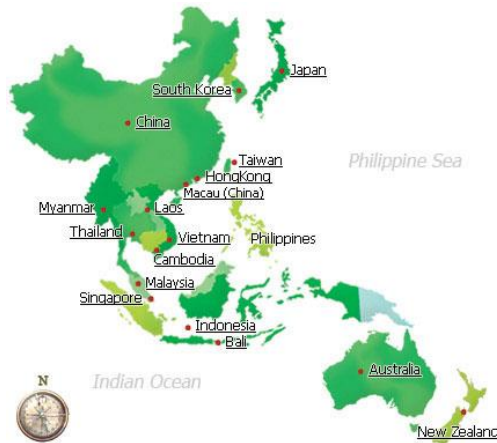 Japan
South Korea
China
Taiwan
Philippine Sea
HongKong
Macau (China)
Myanmar
Laos
Thailand
Vietnam
Philippines
Cambodia
Malaysia
Singapore
Indonesia
Bali
Australia
Indian Ocean
N
New Zealand